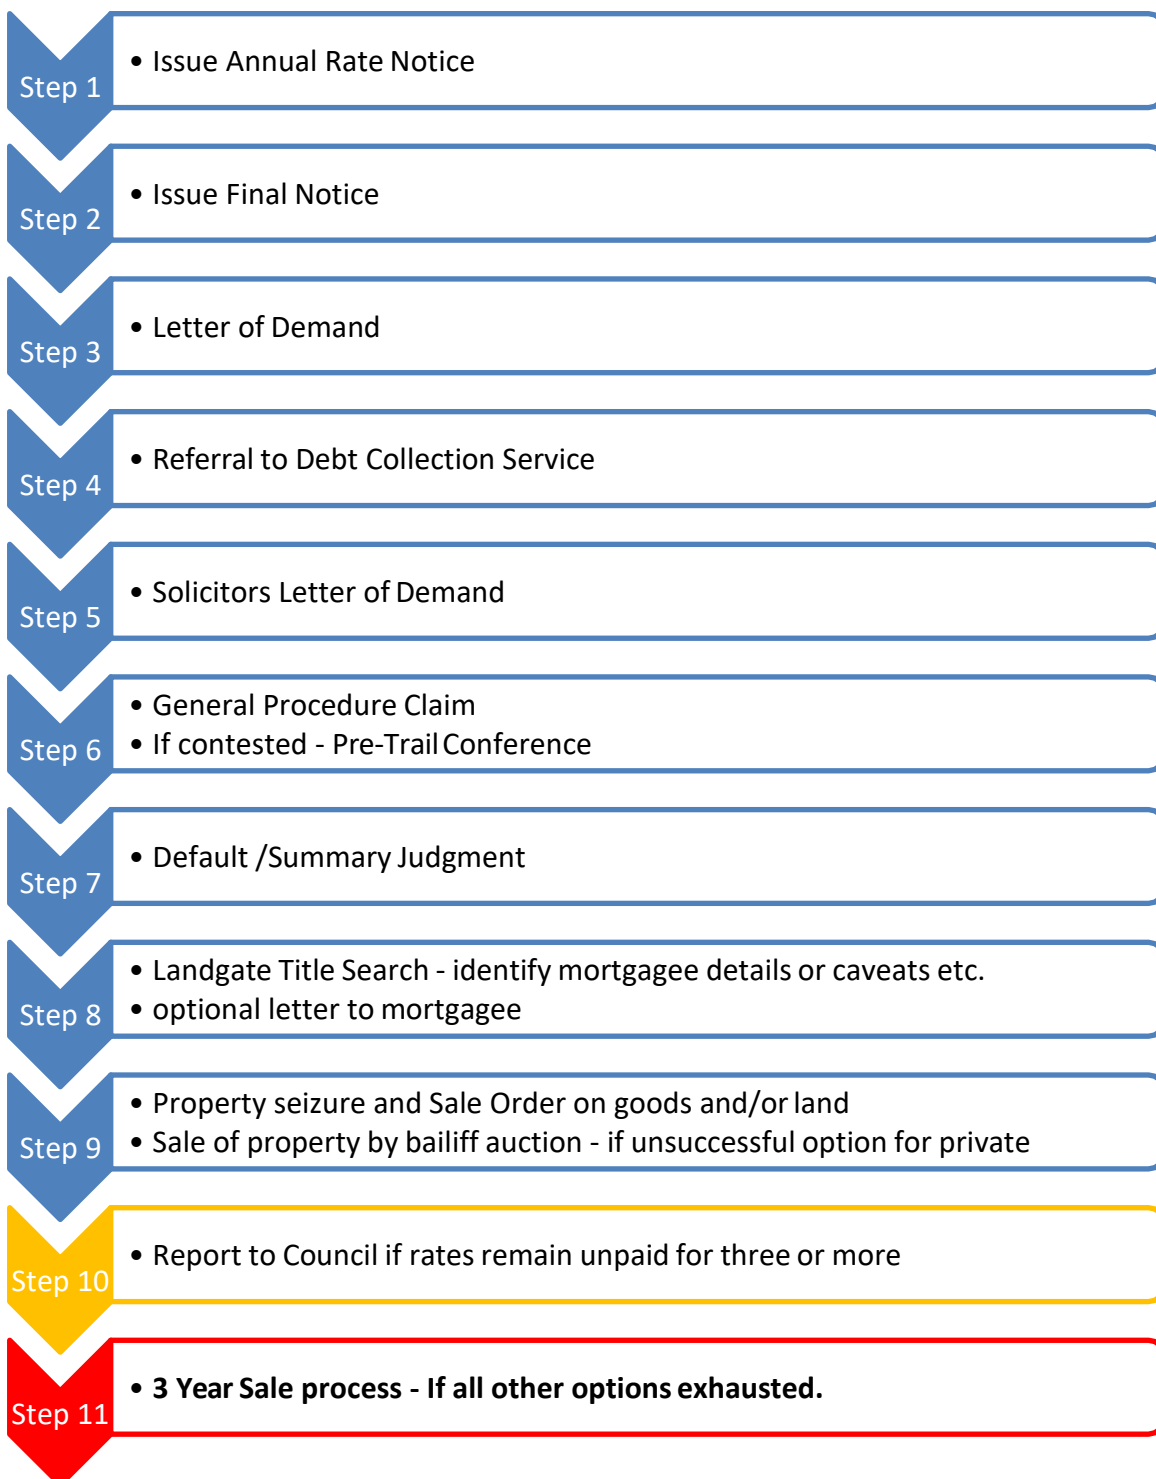 Step 1
• Issue Annual Rate Notice
Step 2
• Issue Final Notice
Step 3
• Letter of Demand
Step 4
• Referral to Debt Collection Service
Step 5
• Solicitors Letter of Demand
Step 6
• General Procedure Claim
• If contested - Pre-Trail Conference
Step 7
• Default /Summary Judgment
Step 8
• Landgate Title Search - identify mortgagee details or caveats etc.
• optional letter to mortgagee
Step 9
• Property seizure and Sale Order on goods and/or land
• Sale of property by bailiff auction - if unsuccessful option for private
Step 10
• Report to Council if rates remain unpaid for three or more
Step 11
• 3 Year Sale process - If all other options exhausted.